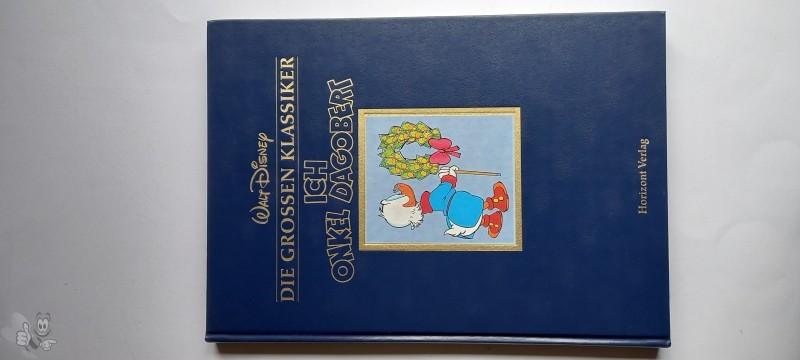 WALT DISNEY
DIE GROSSEN KLASSIKER
ICH
ONKEL DAGOBERT
Horizont Verlag